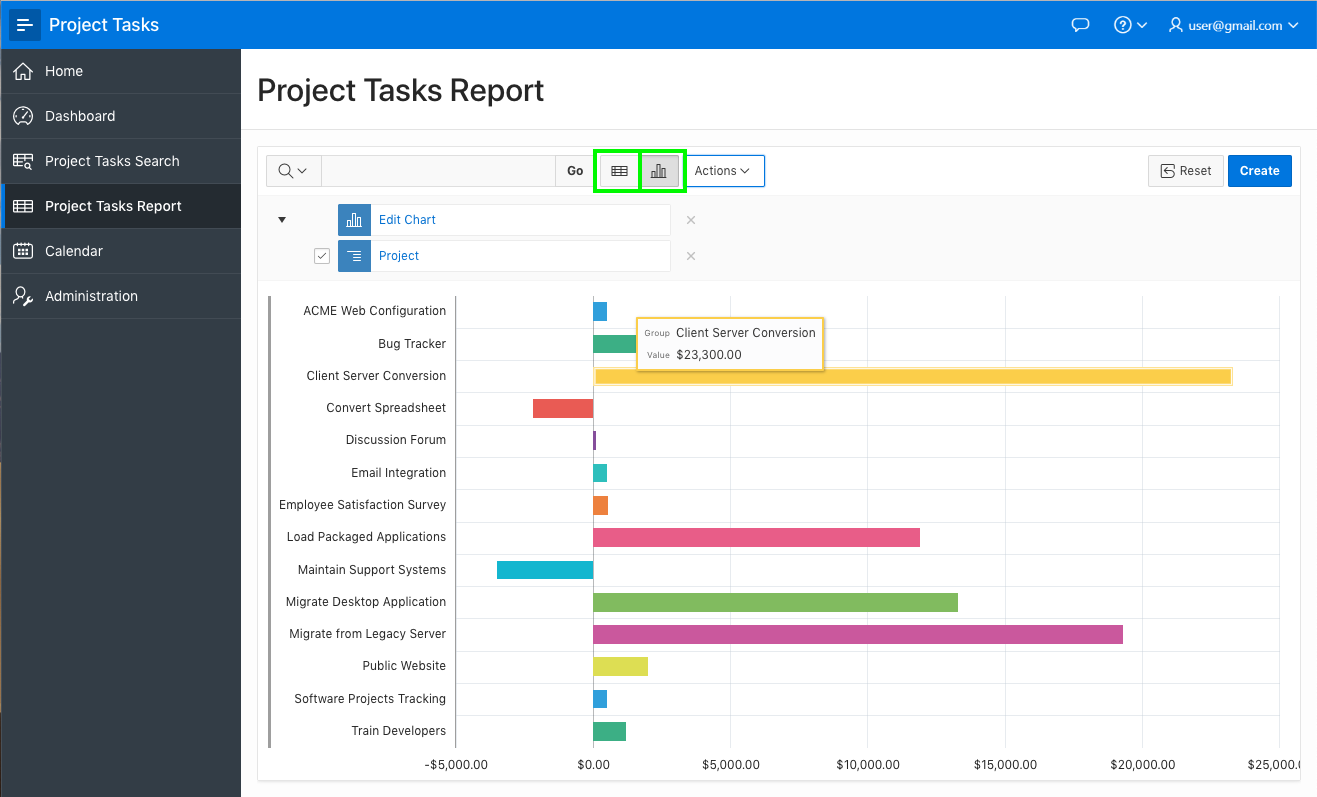 Project Tasks
user@gmail.com
Home
Dashboard
Project Tasks Search
Project Tasks Report
Calendar
Administration
Project Tasks Report
Go
Actions
Reset
Create
Edit Chart
Project
ACME Web Configuration
Bug Tracker
Client Server Conversion
Convert Spreadsheet
Discussion Forum
Email Integration
Employee Satisfaction Survey
Load Packaged Applications
Maintain Support Systems
Migrate Desktop Application
Migrate from Legacy Server
Public Website
Software Projects Tracking
Train Developers
Group Client Server Conversion
Value $23,300.00
-$5,000.00 $0.00 $5,000.00 $10,000.00 $15,000.00 $20,000.00 $25,000.